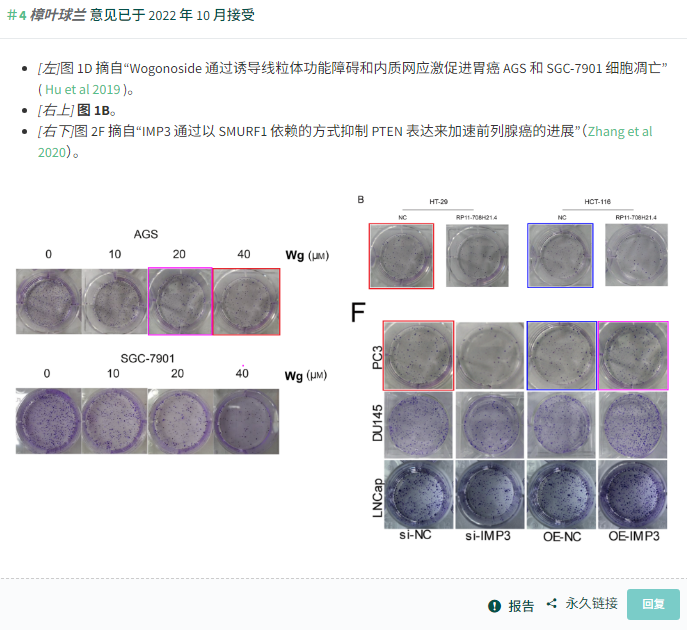 #4 樟叶球兰 意见已于 2022 年 10 月接受
[左]图 1D 摘自“Wogonoside 通过诱导线粒体功能障碍和内质网应激促进胃癌 AGS 和 SGC-7901 细胞凋亡”
( Hu et al 2019 )。
[右上] 图 1B。
[右下]图 2F 摘自“IMP3 通过以 SMURF1 依赖的方式抑制 PTEN 表达来加速前列腺癌的进展”（Zhang et al
2020）。
AGS
0 10 20 40 Wg (μM)
SGC-7901
0 10 20 40 Wg (μM)
B
HT-29 HCT-116
NC RP11-708H21.4 NC RP11-708H21.4
F
PC3
DU145
LNCap
si-NC si-IMP3 OE-NC OE-IMP3
报告 永久链接 回复